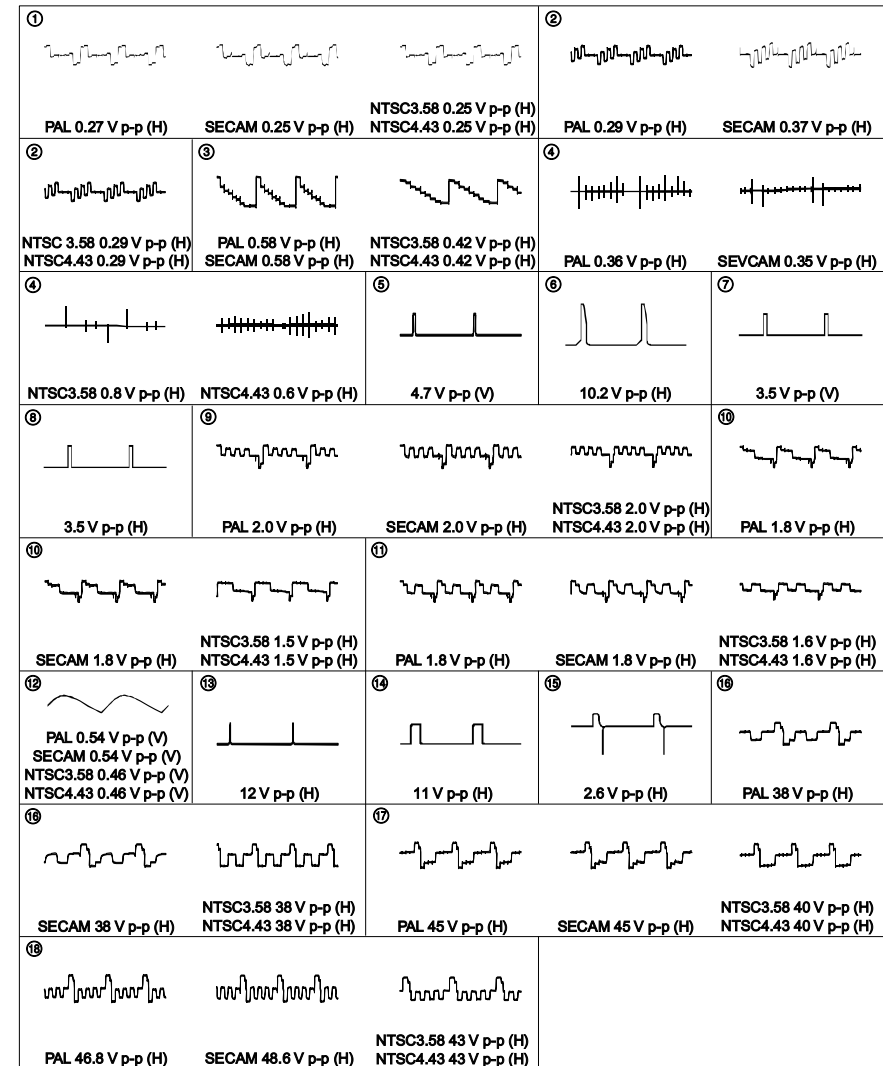 ①
PAL 0.27 V p-p (H)
SECAM 0.25 V p-p (H)
NTSC3.58 0.25 V p-p (H)
NTSC4.43 0.25 V p-p (H)
②
PAL 0.29 V p-p (H)
SECAM 0.37 V p-p (H)
②
NTSC 3.58 0.29 V p-p (H)
NTSC4.43 0.29 V p-p (H)
③
PAL 0.58 V p-p (H)
SECAM 0.58 V p-p (H)
NTSC3.58 0.42 V p-p (H)
NTSC4.43 0.42 V p-p (H)
④
PAL 0.36 V p-p (H)
SEVCAM 0.35 V p-p (H)
④
NTSC3.58 0.8 V p-p (H)
NTSC4.43 0.6 V p-p (H)
⑤
4.7 V p-p (V)
⑥
10.2 V p-p (H)
⑦
3.5 V p-p (V)
⑧
3.5 V p-p (H)
⑨
PAL 2.0 V p-p (H)
SECAM 2.0 V p-p (H)
NTSC3.58 2.0 V p-p (H)
NTSC4.43 2.0 V p-p (H)
⑩
PAL 1.8 V p-p (H)
⑩
SECAM 1.8 V p-p (H)
NTSC3.58 1.5 V p-p (H)
NTSC4.43 1.5 V p-p (H)
⑪
PAL 1.8 V p-p (H)
SECAM 1.8 V p-p (H)
NTSC3.58 1.6 V p-p (H)
NTSC4.43 1.6 V p-p (H)
⑫
PAL 0.54 V p-p (V)
SECAM 0.54 V p-p (V)
NTSC3.58 0.46 V p-p (V)
NTSC4.43 0.46 V p-p (V)
⑬
12 V p-p (H)
⑭
11 V p-p (H)
⑮
2.6 V p-p (H)
⑯
PAL 38 V p-p (H)
⑯
SECAM 38 V p-p (H)
NTSC3.58 38 V p-p (H)
NTSC4.43 38 V p-p (H)
⑰
PAL 45 V p-p (H)
SECAM 45 V p-p (H)
NTSC3.58 40 V p-p (H)
NTSC4.43 40 V p-p (H)
⑱
PAL 46.8 V p-p (H)
SECAM 48.6 V p-p (H)
NTSC3.58 43 V p-p (H)
NTSC4.43 43 V p-p (H)